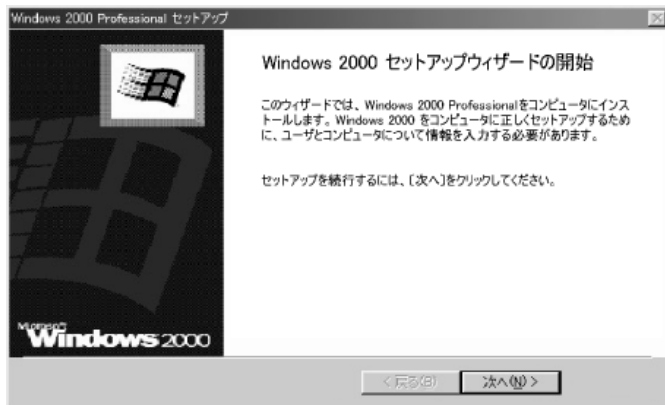 Windows 2000 Professional セットアップ
Windows 2000 セットアップウィザードの開始
このウィザードでは、Windows 2000 Professionalをコンピュータにインス
トールします。Windows 2000 をコンピュータに正しくセットアップするため
に、ユーザとコンピュータについて情報を入力する必要があります。
セットアップを続行するには、［次へ］をクリックしてください。
Microsoft
Windows 2000
< 戻る(B)
次へ(N) >